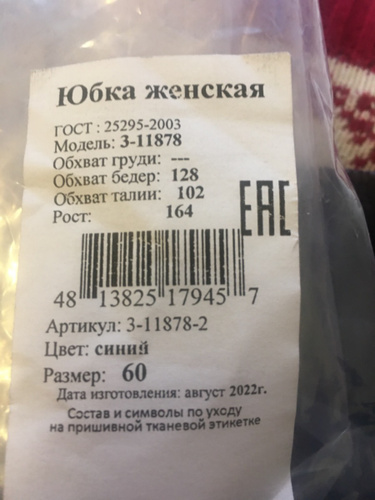 Юбка женская
ГОСТ : 25295-2003
Модель: 3-11878
Обхват груди: ---
Обхват бедер: 128
Обхват талии: 102
Рост: 164
ЕАС
48 13825 17945 7
Артикул: 3-11878-2
Цвет: синий
Размер: 60
Дата изготовления: август 2022г.
Состав и символы по уходу
на пришивной тканевой этикетке